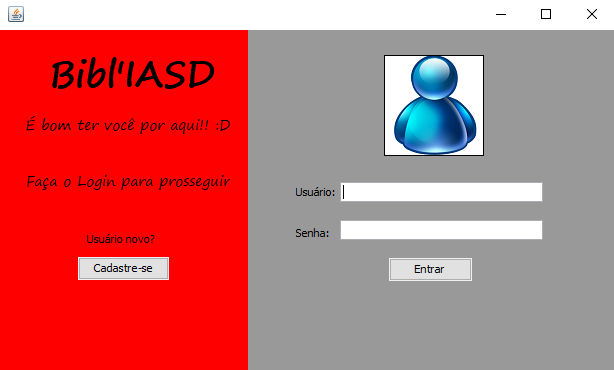 Bibl'IASD
É bom ter você por aqui!! :D
Faça o Login para prosseguir
Usuário novo?
Cadastre-se
Usuário:
Senha:
Entrar